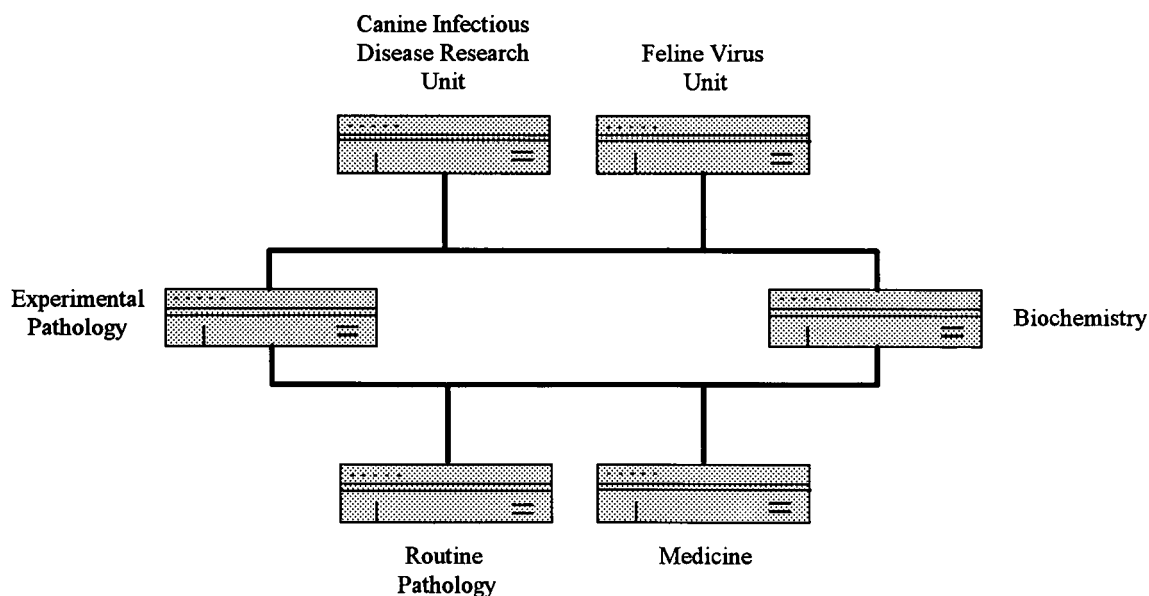 Canine Infectious
Disease Research
Unit
Feline Virus
Unit
Experimental
Pathology
Biochemistry
Routine
Pathology
Medicine